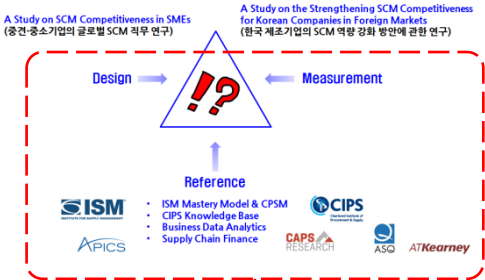 A Study on SCM Competitiveness in SMEs
(중견·중소기업의 글로벌 SCM 직무 연구)
A Study on the Strengthening SCM Competitiveness
for Korean Companies in Foreign Markets
(한국 제조기업의 SCM 역량 강화 방안에 관한 연구)
Design
!?
Measurement
Reference
ISM
INSTITUTE FOR SUPPLY MANAGEMENT
APICS
• ISM Mastery Model & CPSM
• CIPS Knowledge Base
• Business Data Analytics
• Supply Chain Finance
CIPS
Chartered Institute of
Procurement & Supply
CAPS
RESEARCH
ASQ
ATKearney